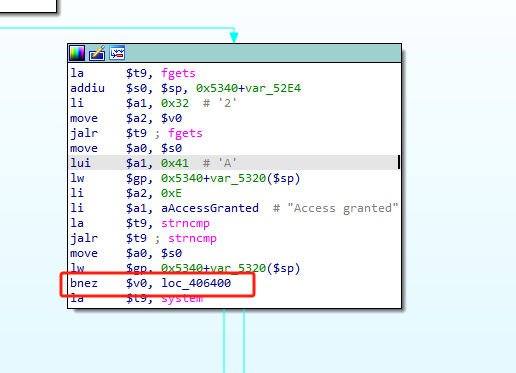 la $t9, fgets
addiu $s0, $sp, 0x5340+var_52E4
li $a1, 0x32 # '2'
move $a2, $v0
jalr $t9 ; fgets
move $a0, $s0
lui $a1, 0x41 # 'A'
lw $gp, 0x5340+var_5320($sp)
li $a2, 0xE
li $a1, aAccessGranted # "Access granted"
la $t9, strncmp
jalr $t9 ; strncmp
move $a0, $s0
lw $gp, 0x5340+var_5320($sp)
bnez $v0, loc_406400
la $t9, system